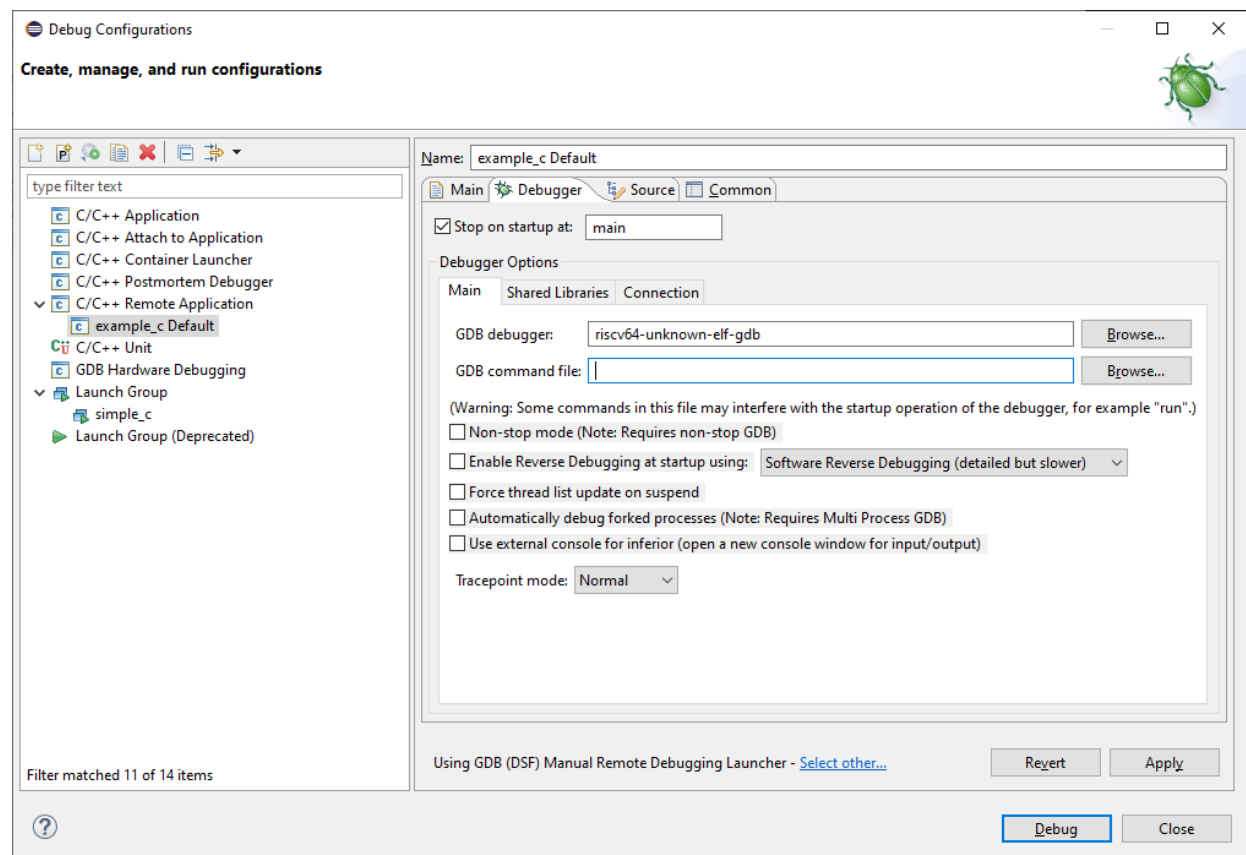 Debug Configurations
Create, manage, and run configurations
type filter text
C/C++ Application
C/C++ Attach to Application
C/C++ Container Launcher
C/C++ Postmortem Debugger
C/C++ Remote Application
example_c Default
C/C++ Unit
GDB Hardware Debugging
Launch Group
simple_c
Launch Group (Deprecated)
Filter matched 11 of 14 items
Name: example_c Default
Main Debugger Source Common
Stop on startup at: main
Debugger Options
Main Shared Libraries Connection
GDB debugger: riscv64-unknown-elf-gdb Browse...
GDB command file: Browse...
(Warning: Some commands in this file may interfere with the startup operation of the debugger, for example "run".)
Non-stop mode (Note: Requires non-stop GDB)
Enable Reverse Debugging at startup using: Software Reverse Debugging (detailed but slower)
Force thread list update on suspend
Automatically debug forked processes (Note: Requires Multi Process GDB)
Use external console for inferior (open a new console window for input/output)
Tracepoint mode: Normal
Using GDB (DSF) Manual Remote Debugging Launcher - Select other... Revert Apply
Debug Close